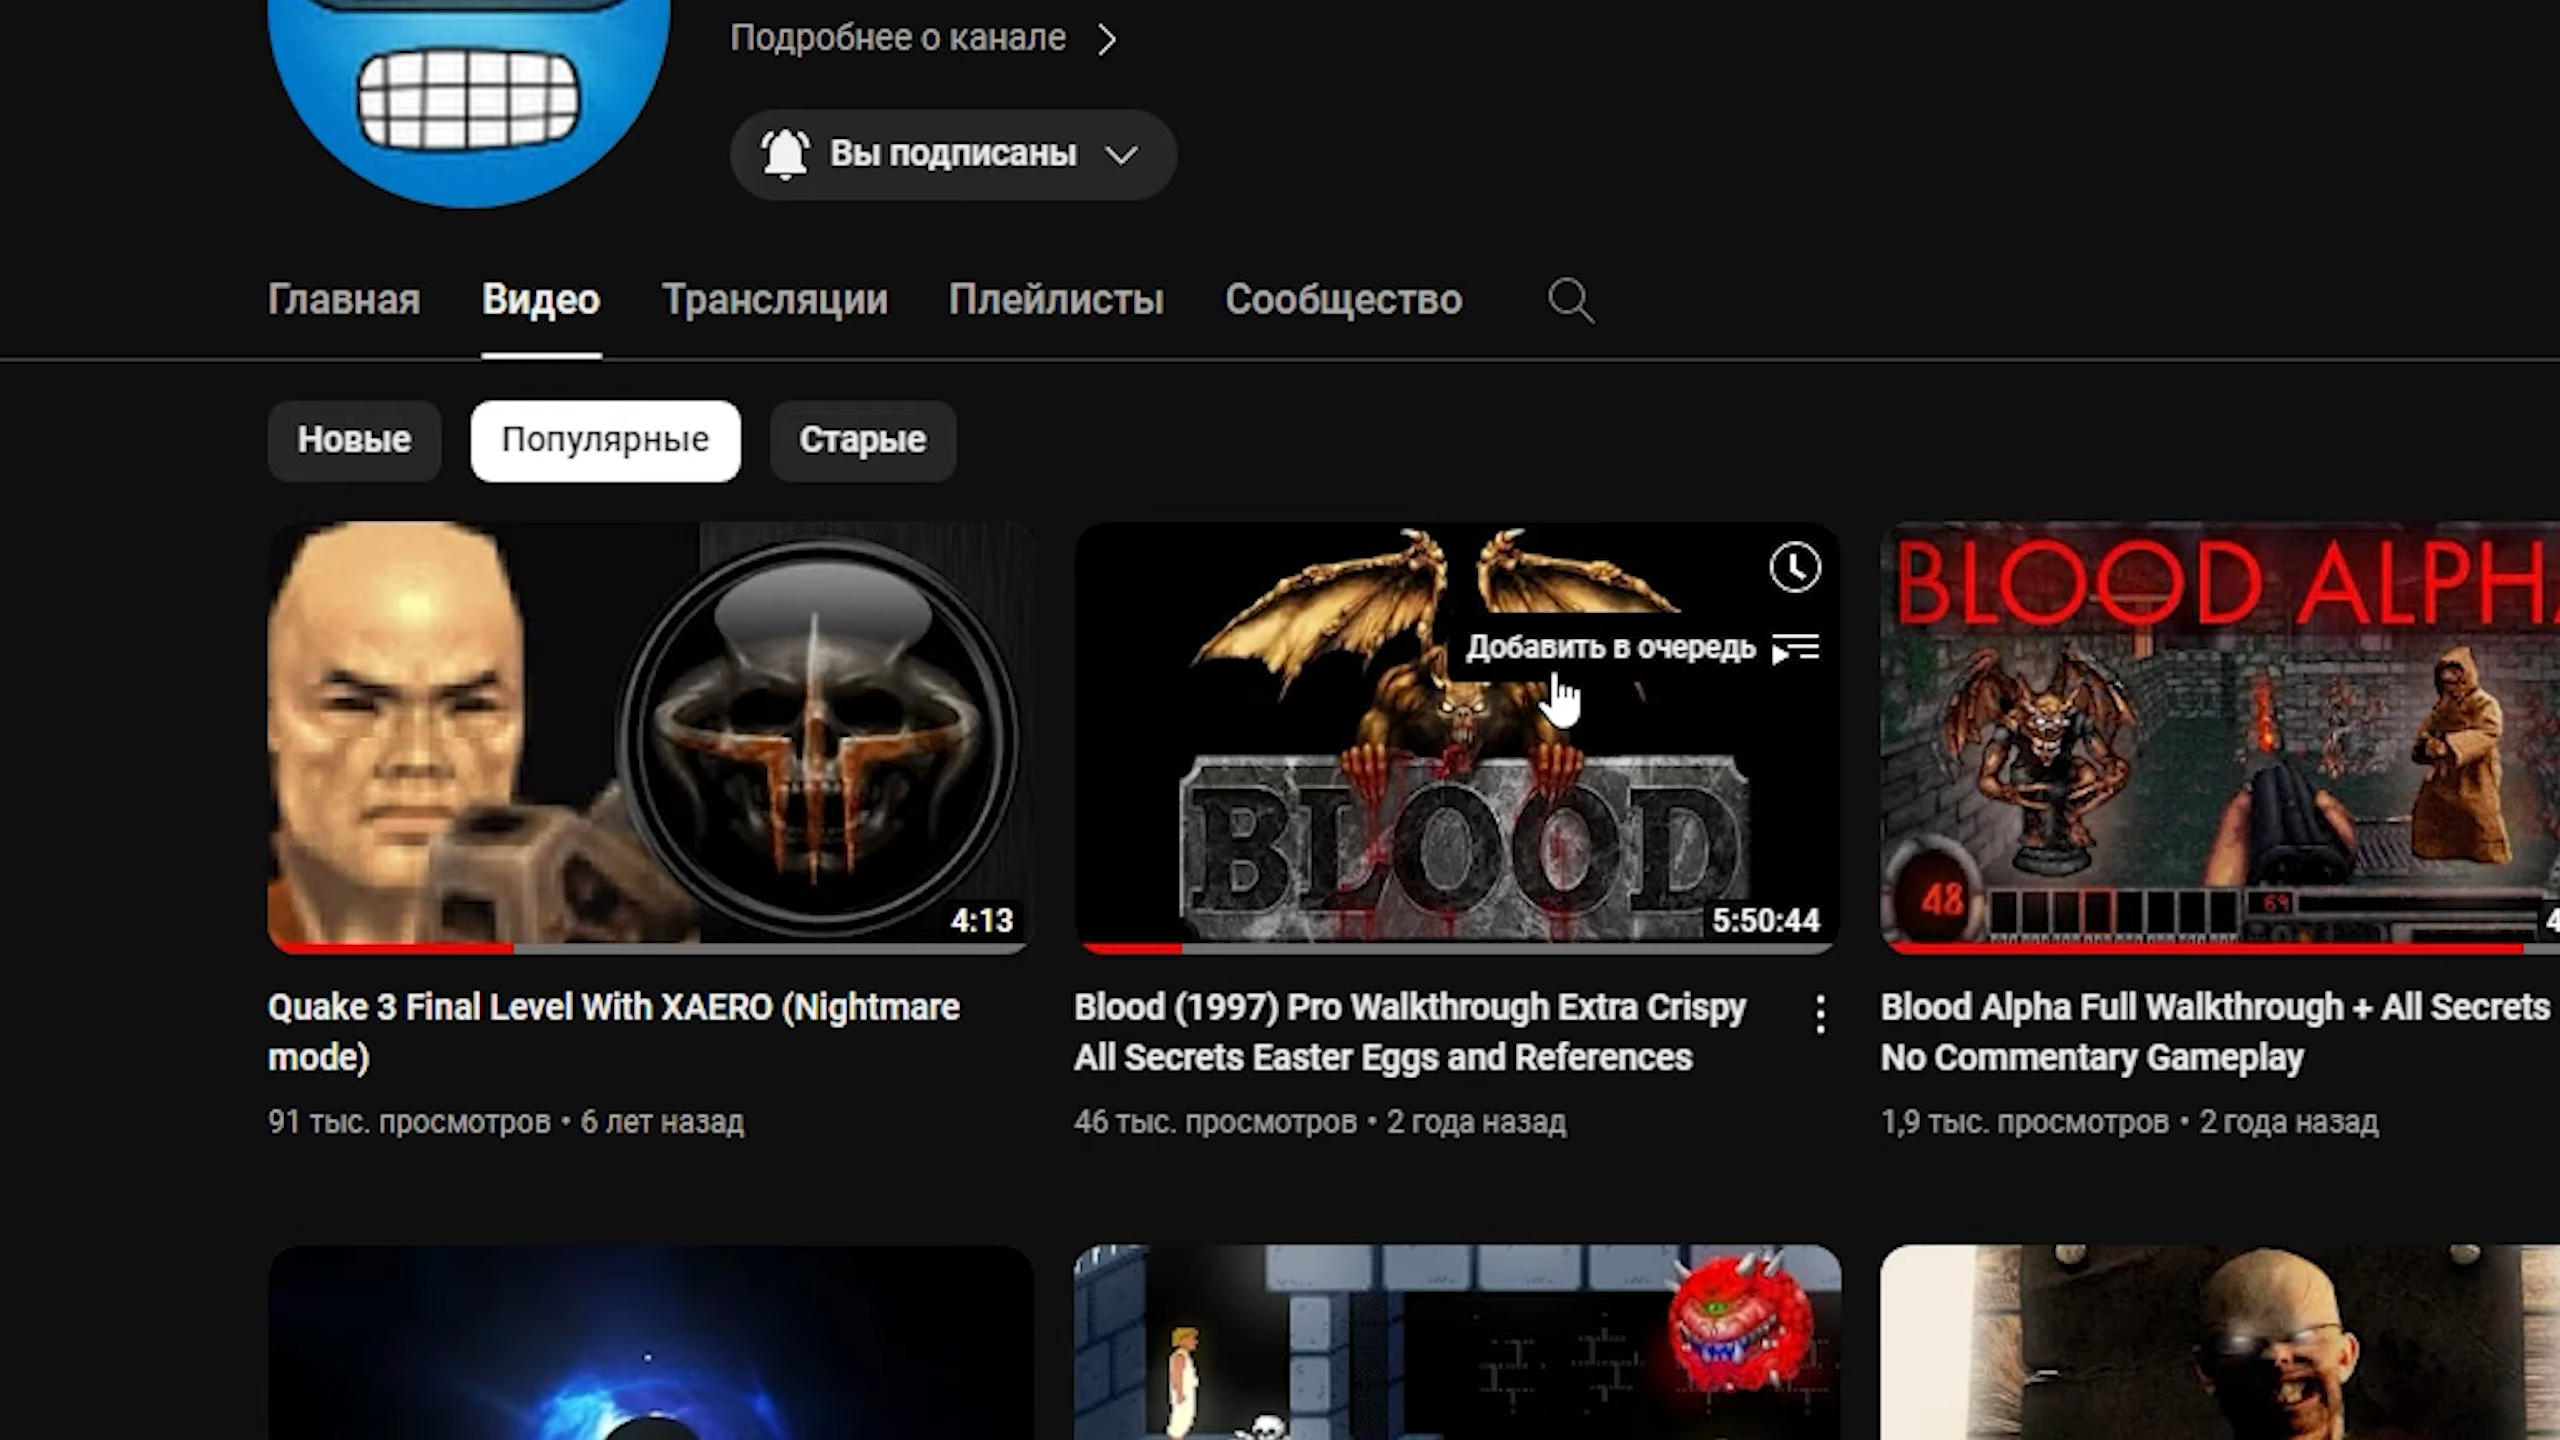 Подробнее о канале
Вы подписаны
Главная Видео Трансляции Плейлисты Сообщество
Новые Популярные Старые
BLOOD ALPHA
Добавить в очередь
BLOOD
48
69
4:13
5:50:44
4
Quake 3 Final Level With XAERO (Nightmare
mode)
91 тыс. просмотров • 6 лет назад
Blood (1997) Pro Walkthrough Extra Crispy
All Secrets Easter Eggs and References
46 тыс. просмотров • 2 года назад
Blood Alpha Full Walkthrough + All Secrets
No Commentary Gameplay
1,9 тыс. просмотров • 2 года назад